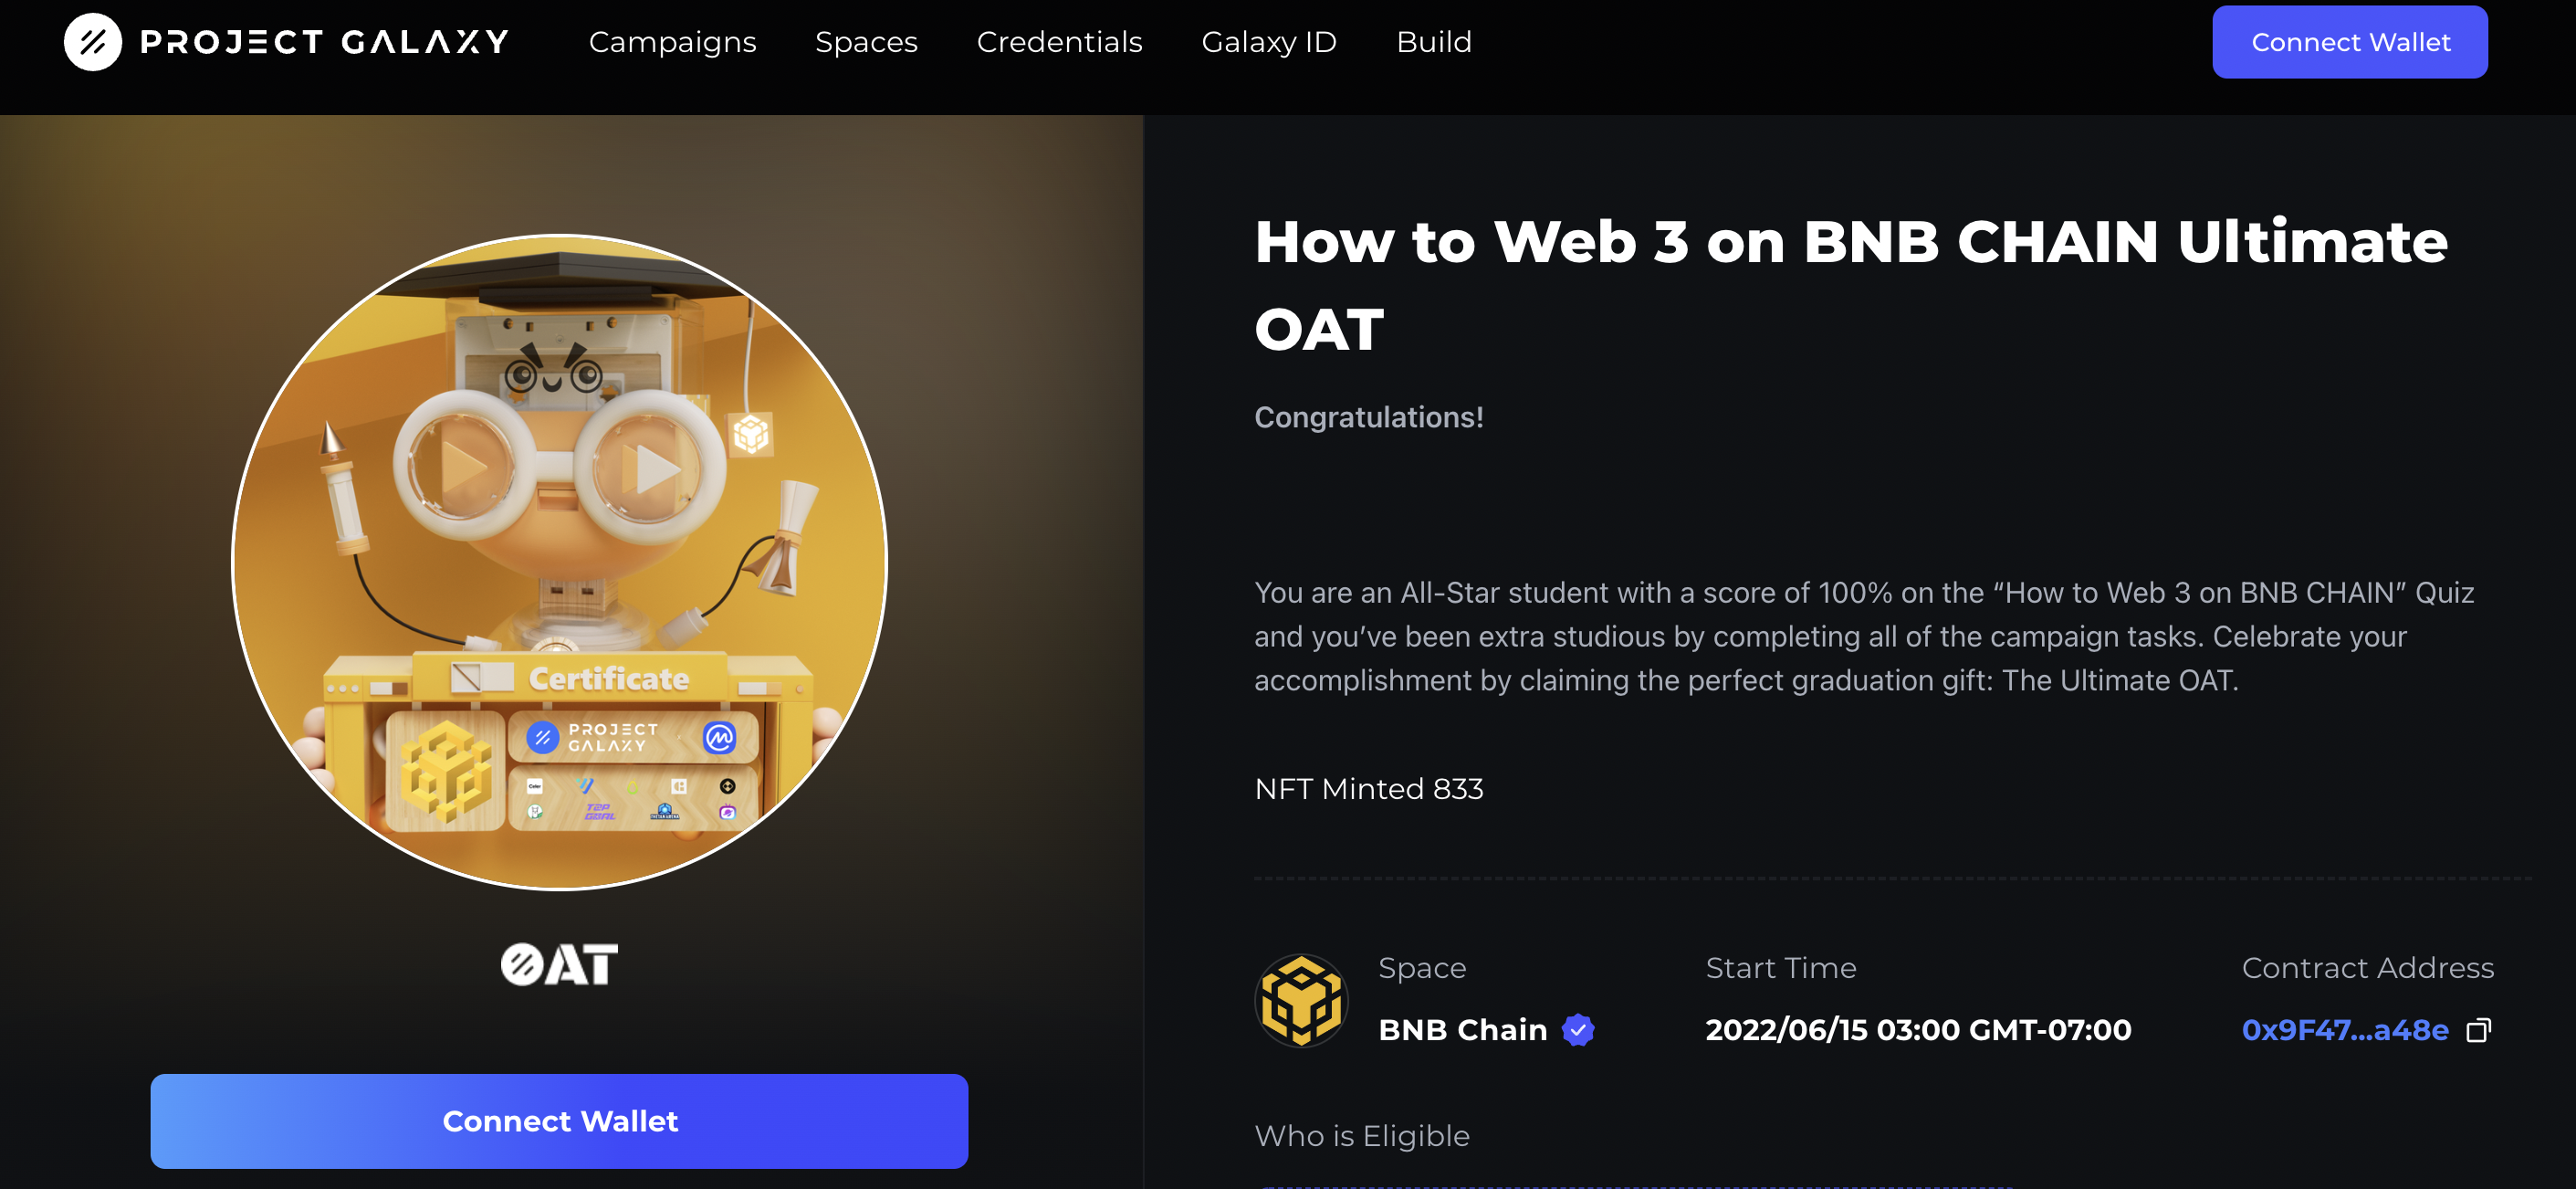 PROJECT GALAXY
Campaigns
Spaces
Credentials
Galaxy ID
Build
Connect Wallet
Certificate
PROJECT
GALAXY
Celer
OAT
Connect Wallet
How to Web 3 on BNB CHAIN Ultimate
OAT
Congratulations!
You are an All-Star student with a score of 100% on the “How to Web 3 on BNB CHAIN” Quiz
and you’ve been extra studious by completing all of the campaign tasks. Celebrate your
accomplishment by claiming the perfect graduation gift: The Ultimate OAT.
NFT Minted 833
Space
BNB Chain
Start Time
2022/06/15 03:00 GMT-07:00
Contract Address
0x9F47...a48e
Who is Eligible